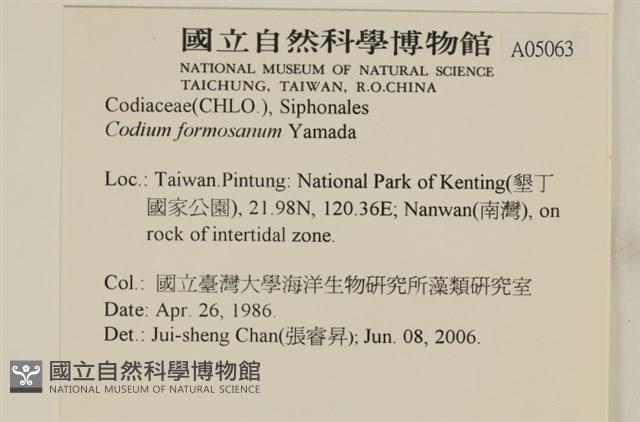 國立自然科學博物館 A05063
NATIONAL MUSEUM OF NATURAL SCIENCE
TAICHUNG, TAIWAN, R.O.CHINA
Codiaceae(CHLO.), Siphonales
Codium formosanum Yamada
Loc.: Taiwan.Pintung: National Park of Kenting(墾丁
國家公園), 21.98N, 120.36E; Nanwan(南灣), on
rock of intertidal zone.
Col.: 國立臺灣大學海洋生物研究所藻類研究室
Date: Apr. 26, 1986.
Det.: Jui-sheng Chan(張睿昇); Jun. 08, 2006.
國立自然科學博物館
NATIONAL MUSEUM OF NATURAL SCIENCE